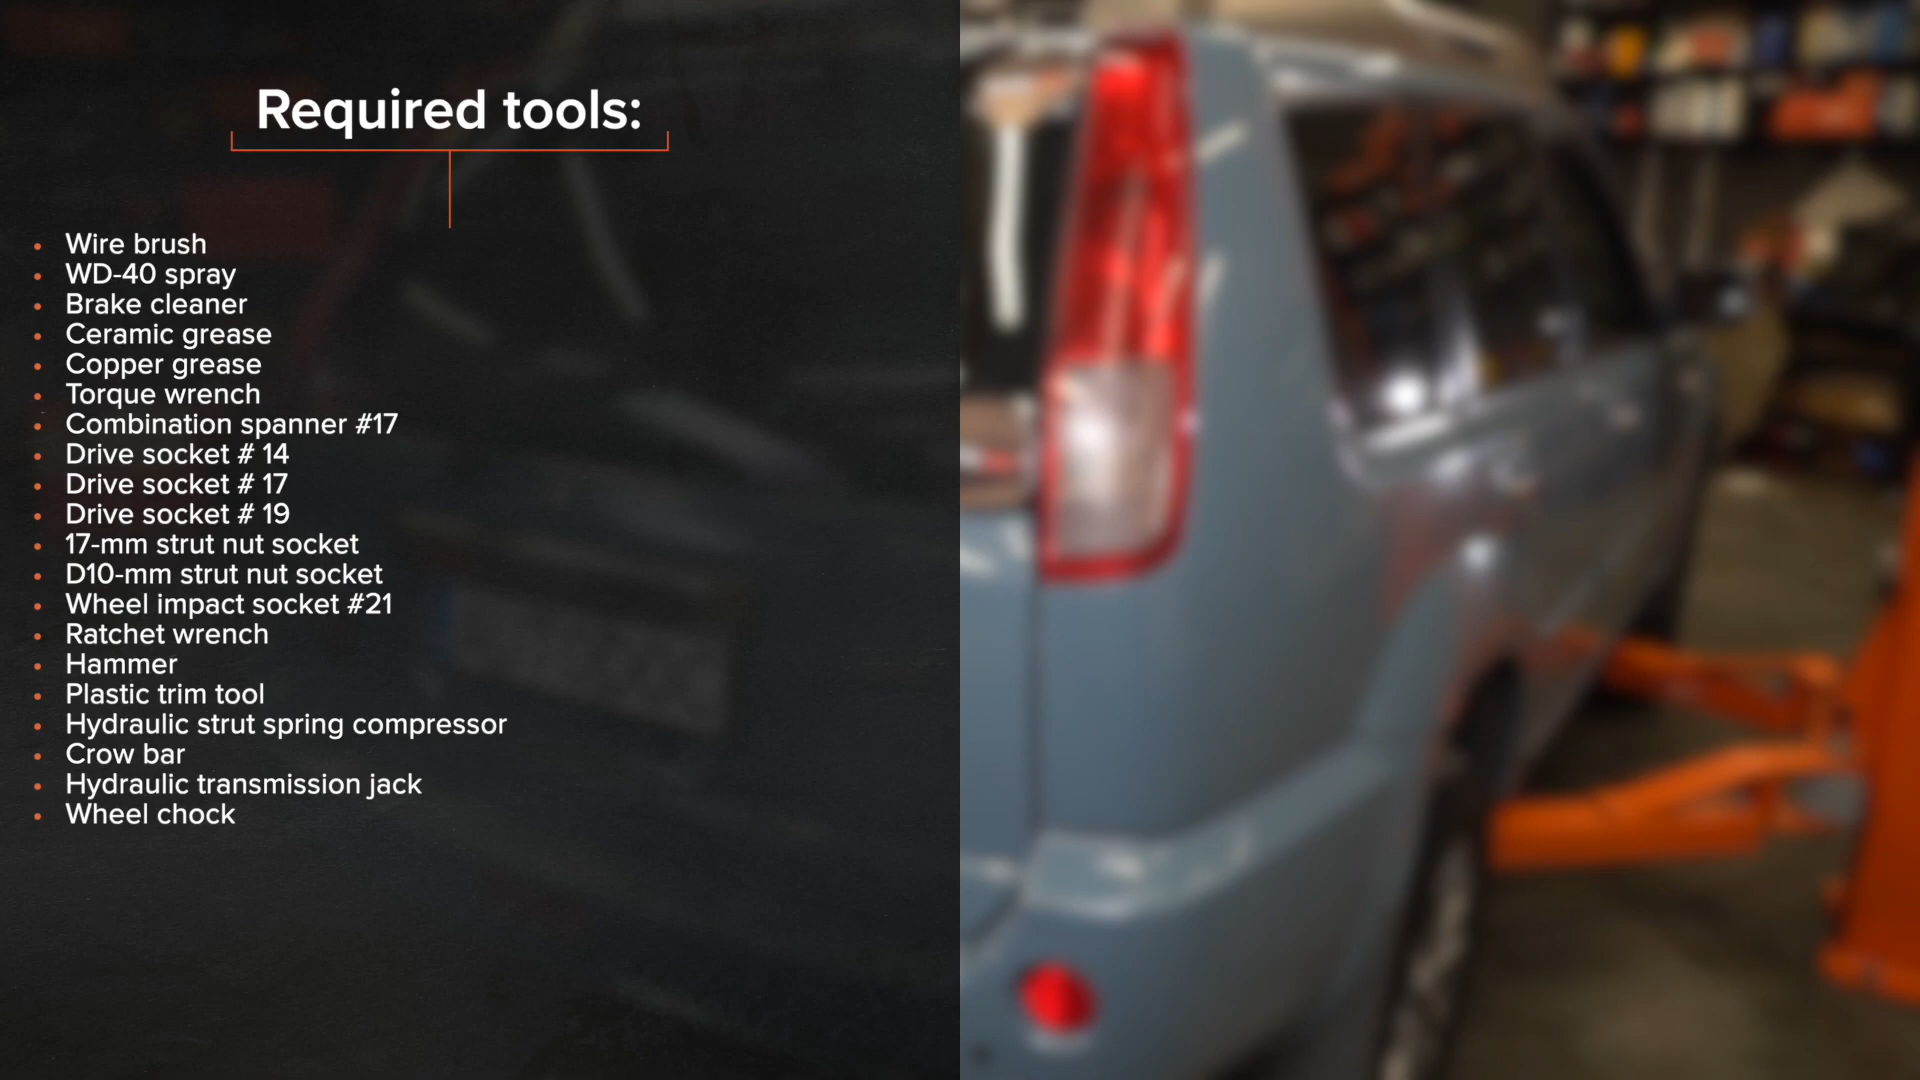 Required tools:
Wire brush
WD-40 spray
Brake cleaner
Ceramic grease
Copper grease
Torque wrench
Combination spanner #17
Drive socket # 14
Drive socket # 17
Drive socket # 19
17-mm strut nut socket
D10-mm strut nut socket
Wheel impact socket #21
Ratchet wrench
Hammer
Plastic trim tool
Hydraulic strut spring compressor
Crow bar
Hydraulic transmission jack
Wheel chock